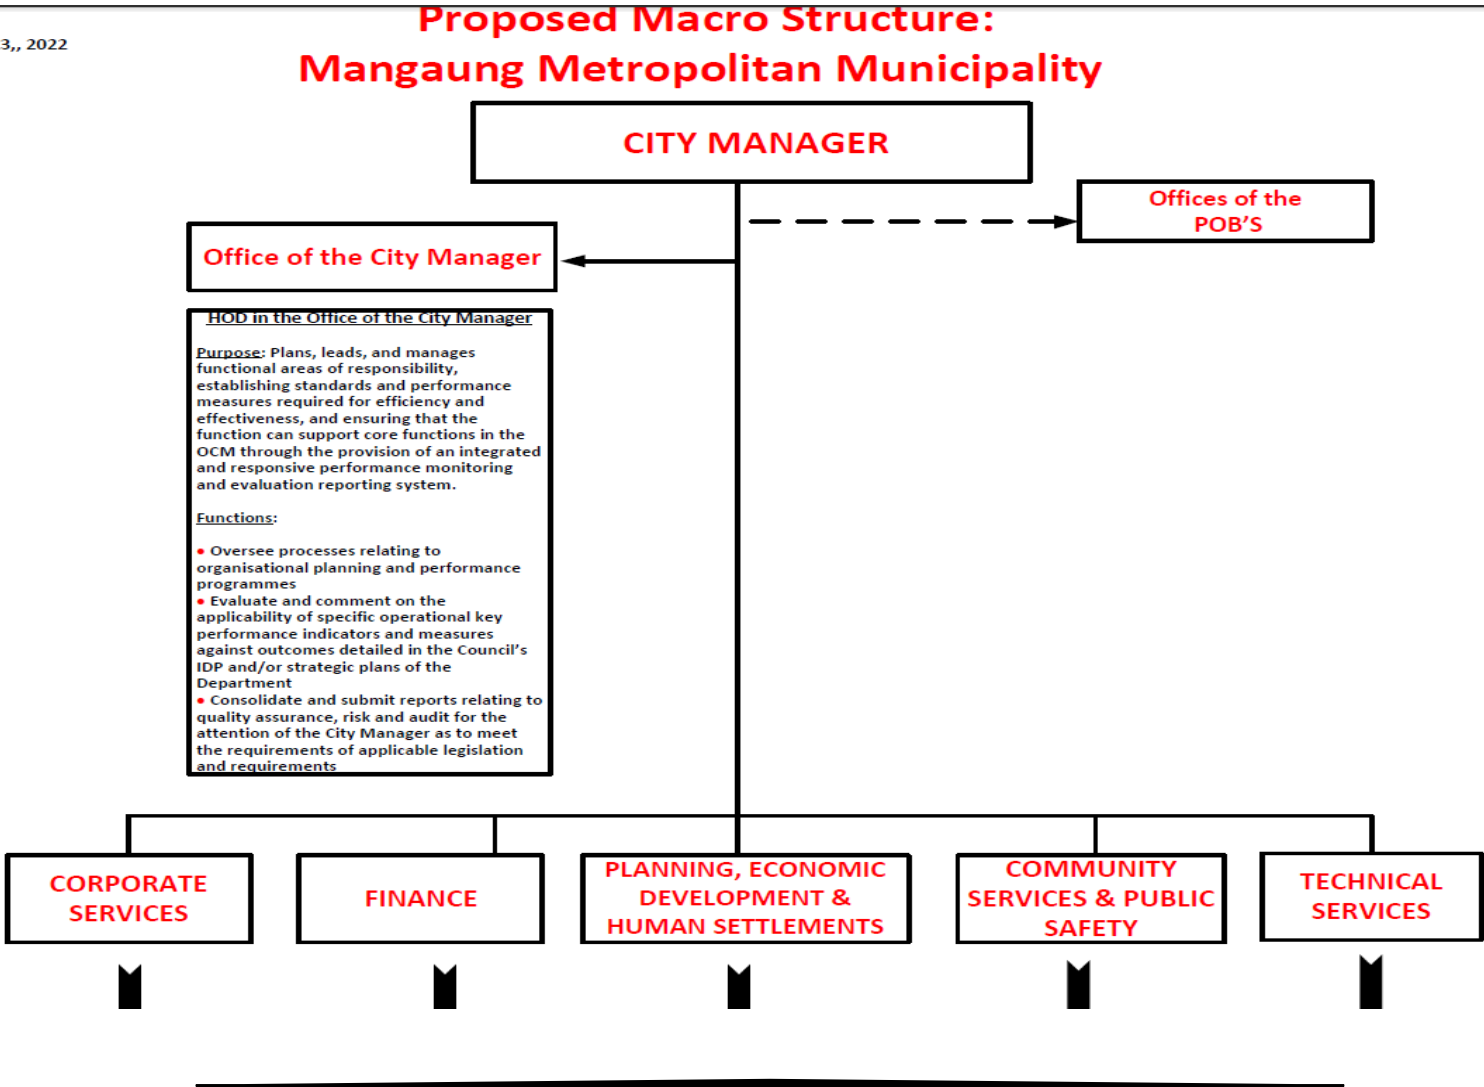 Proposed Macro Structure:
3,, 2022
Mangaung Metropolitan Municipality
CITY MANAGER
Offices of the
POB'S
Office of the City Manager
HOD in the Office of the City Manager
Purpose: Plans, leads, and manages
functional areas of responsibility,
establishing standards and performance
measures required for efficiency and
effectiveness, and ensuring that the
function can support core functions in the
OCM through the provision of an integrated
and responsive performance monitoring
and evaluation reporting system.
Functions:
• Oversee processes relating to
organisational planning and performance
programmes
• Evaluate and comment on the
applicability of specific operational key
performance indicators and measures
against outcomes detailed in the Council's
IDP and/or strategic plans of the
Department
• Consolidate and submit reports relating to
quality assurance, risk and audit for the
attention of the City Manager as to meet
the requirements of applicable legislation
and requirements
CORPORATE
SERVICES
FINANCE
PLANNING, ECONOMIC
DEVELOPMENT &
HUMAN SETTLEMENTS
COMMUNITY
SERVICES & PUBLIC
SAFETY
TECHNICAL
SERVICES